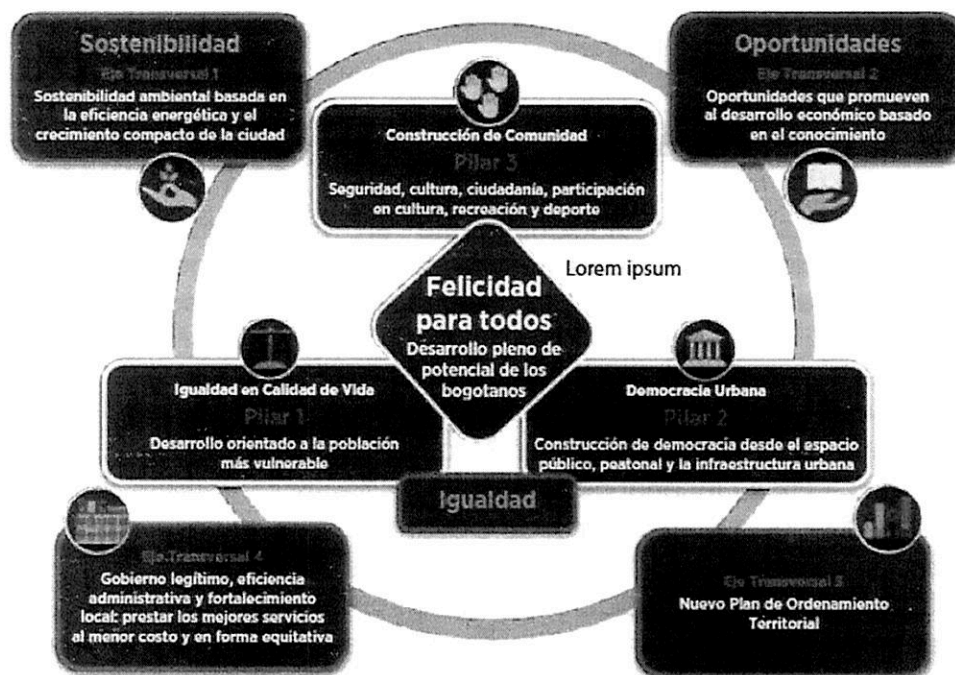 Sostenibilidad
Eje Transversal 1
Sostenibilidad ambiental basada en
la eficiencia energética y el
crecimiento compacto de la ciudad
Oportunidades
Eje Transversal 2
Oportunidades que promueven
al desarrollo económico basado
en el conocimiento
Construcción de Comunidad
Pilar 3
Seguridad, cultura, ciudadanía, participación
en cultura, recreación y deporte
Lorem ipsum
Felicidad
para todos
Desarrollo pleno de
potencial de los
bogotanos
Igualdad en Calidad de Vida
Pilar 1
Desarrollo orientado a la población
más vulnerable
Democracia Urbana
Pilar 2
Construcción de democracia desde el espacio
público, peatonal y la infraestructura urbana
Igualdad
Eje Transversal 4
Gobierno legítimo, eficiencia
administrativa y fortalecimiento
local: prestar los mejores servicios
al menor costo y en forma equitativa
Eje Transversal 3
Nuevo Plan de Ordenamiento
Territorial